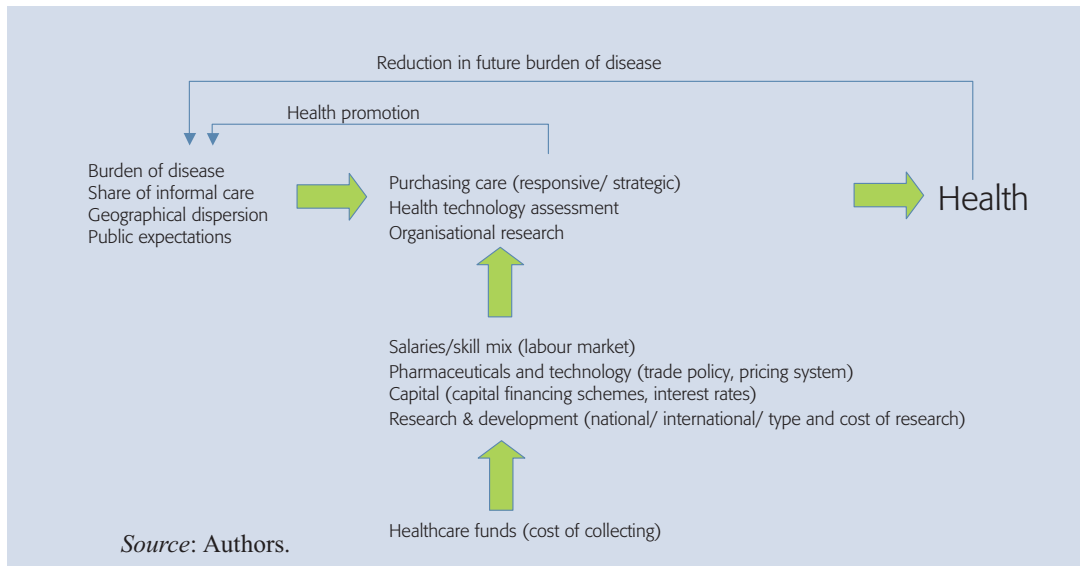 Reduction in future burden of disease
Health promotion
Burden of disease
Share of informal care
Geographical dispersion
Public expectations
Purchasing care (responsive/ strategic)
Health technology assessment
Organisational research
Health
Salaries/skill mix (labour market)
Pharmaceuticals and technology (trade policy, pricing system)
Capital (capital financing schemes, interest rates)
Research & development (national/ international/ type and cost of research)
Healthcare funds (cost of collecting)
Source: Authors.